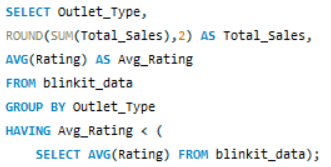 SELECT Outlet_Type,
ROUND(SUM(Total_Sales),2) AS Total_Sales,
AVG(Rating) AS Avg_Rating
FROM blinkit_data
GROUP BY Outlet_Type
HAVING Avg_Rating < (
    SELECT AVG(Rating) FROM blinkit_data);